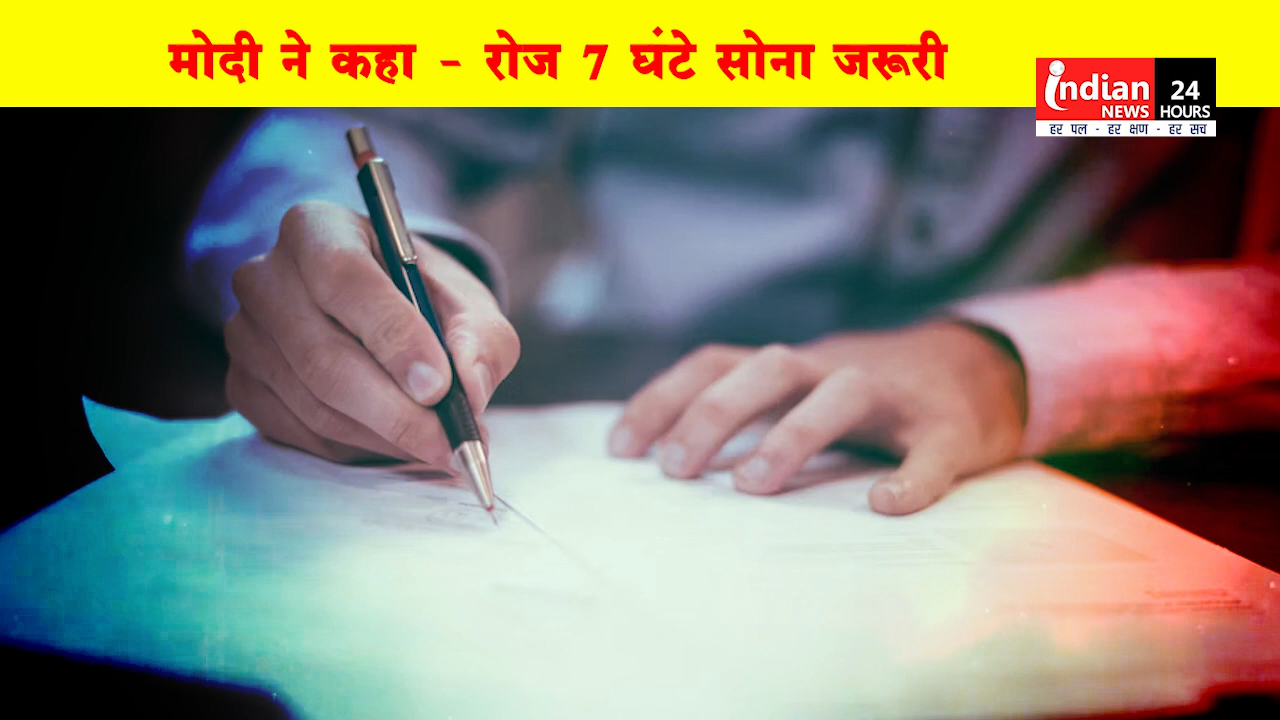 मोदी ने कहा - रोज 7 घंटे सोना जरूरी
indian
NEWS
24
HOURS
हर पल - हर क्षण - हर सच